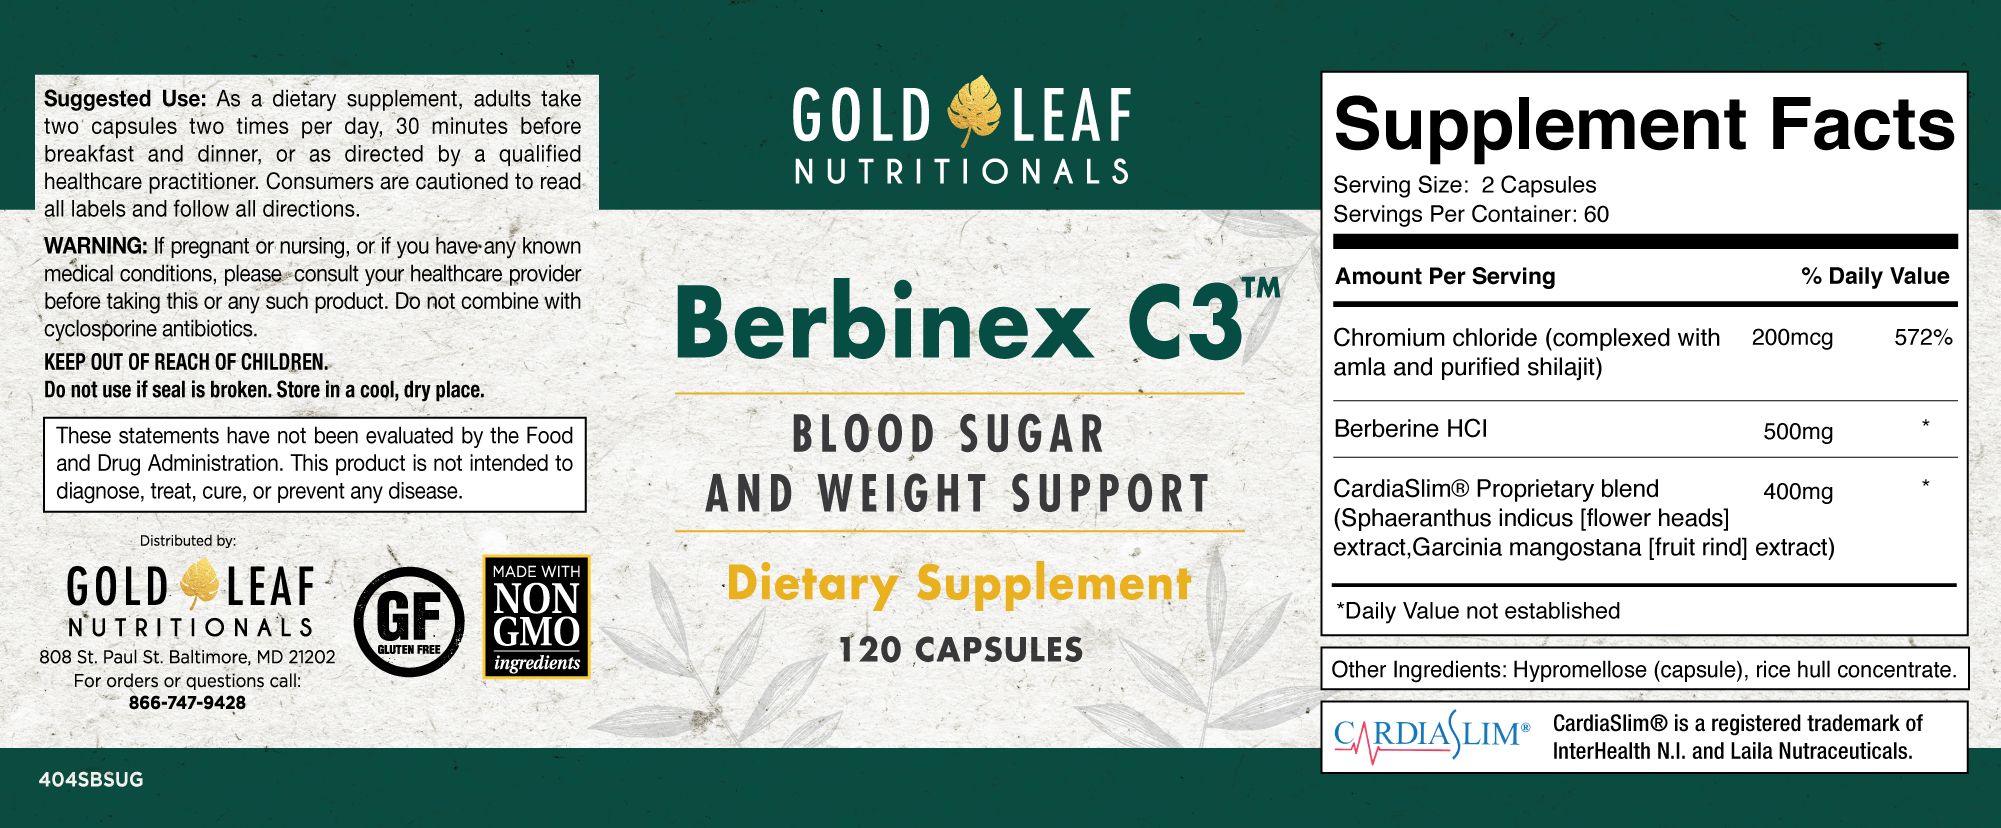 Suggested Use: As a dietary supplement, adults take
two capsules two times per day, 30 minutes before
breakfast and dinner, or as directed by a qualified
healthcare practitioner. Consumers are cautioned to read
all labels and follow all directions.
WARNING: If pregnant or nursing, or if you have any known
medical conditions, please consult your healthcare provider
before taking this or any such product. Do not combine with
cyclosporine antibiotics.
KEEP OUT OF REACH OF CHILDREN.
Do not use if seal is broken. Store in a cool, dry place.
These statements have not been evaluated by the Food
and Drug Administration. This product is not intended to
diagnose, treat, cure, or prevent any disease.
Distributed by:
GOLD LEAF
NUTRITIONALS
808 St. Paul St. Baltimore, MD 21202
For orders or questions call:
866-747-9428
GF
GLUTEN FREE
MADE WITH
NON
GMO
ingredients
404SBSUG
GOLD LEAF
NUTRITIONALS
Berbinex C3™
BLOOD SUGAR
AND WEIGHT SUPPORT
Dietary Supplement
120 CAPSULES
Supplement Facts
Serving Size: 2 Capsules
Servings Per Container: 60
Amount Per Serving % Daily Value
Chromium chloride (complexed with 200mcg 572%
amla and purified shilajit)
Berberine HCl 500mg *
CardiaSlim® Proprietary blend 400mg *
(Sphaeranthus indicus [flower heads]
extract,Garcinia mangostana [fruit rind] extract)
*Daily Value not established
Other Ingredients: Hypromellose (capsule), rice hull concentrate.
CARDIASLIM®
CardiaSlim® is a registered trademark of
InterHealth N.I. and Laila Nutraceuticals.